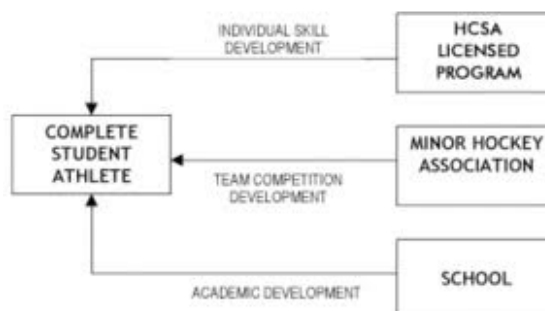 INDIVIDUAL SKILL
DEVELOPMENT
HCSA
LICENSED
PROGRAM
COMPLETE
STUDENT
ATHLETE
MINOR HOCKEY
ASSOCIATION
TEAM COMPETITION
DEVELOPMENT
SCHOOL
ACADEMIC DEVELOPMENT